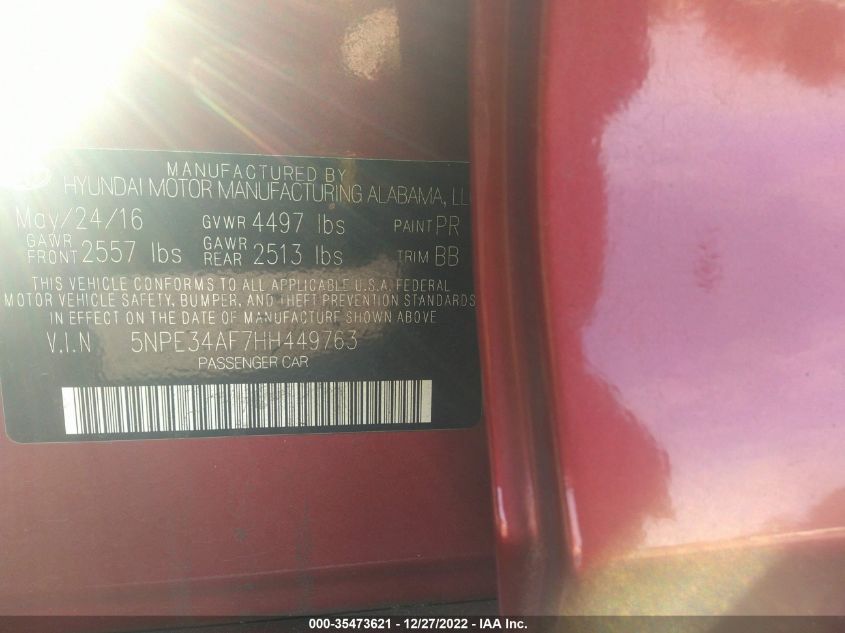 MANUFACTURED BY
HYUNDAI MOTOR MANUFACTURING ALABAMA, LL
May/24/16 GVWR 4497 lbs PAINT PR
GAWR FRONT 2557 lbs GAWR REAR 2513 lbs TRIM BB
THIS VEHICLE CONFORMS TO ALL APPLICABLE U.S.A. FEDERAL
MOTOR VEHICLE SAFETY, BUMPER, AND THEFT PREVENTION STANDARDS
IN EFFECT ON THE DATE OF MANUFACTURE SHOWN ABOVE
V.I.N 5NPE34AF7HH449763
PASSENGER CAR
000-35473621 - 12/27/2022 - IAA Inc.